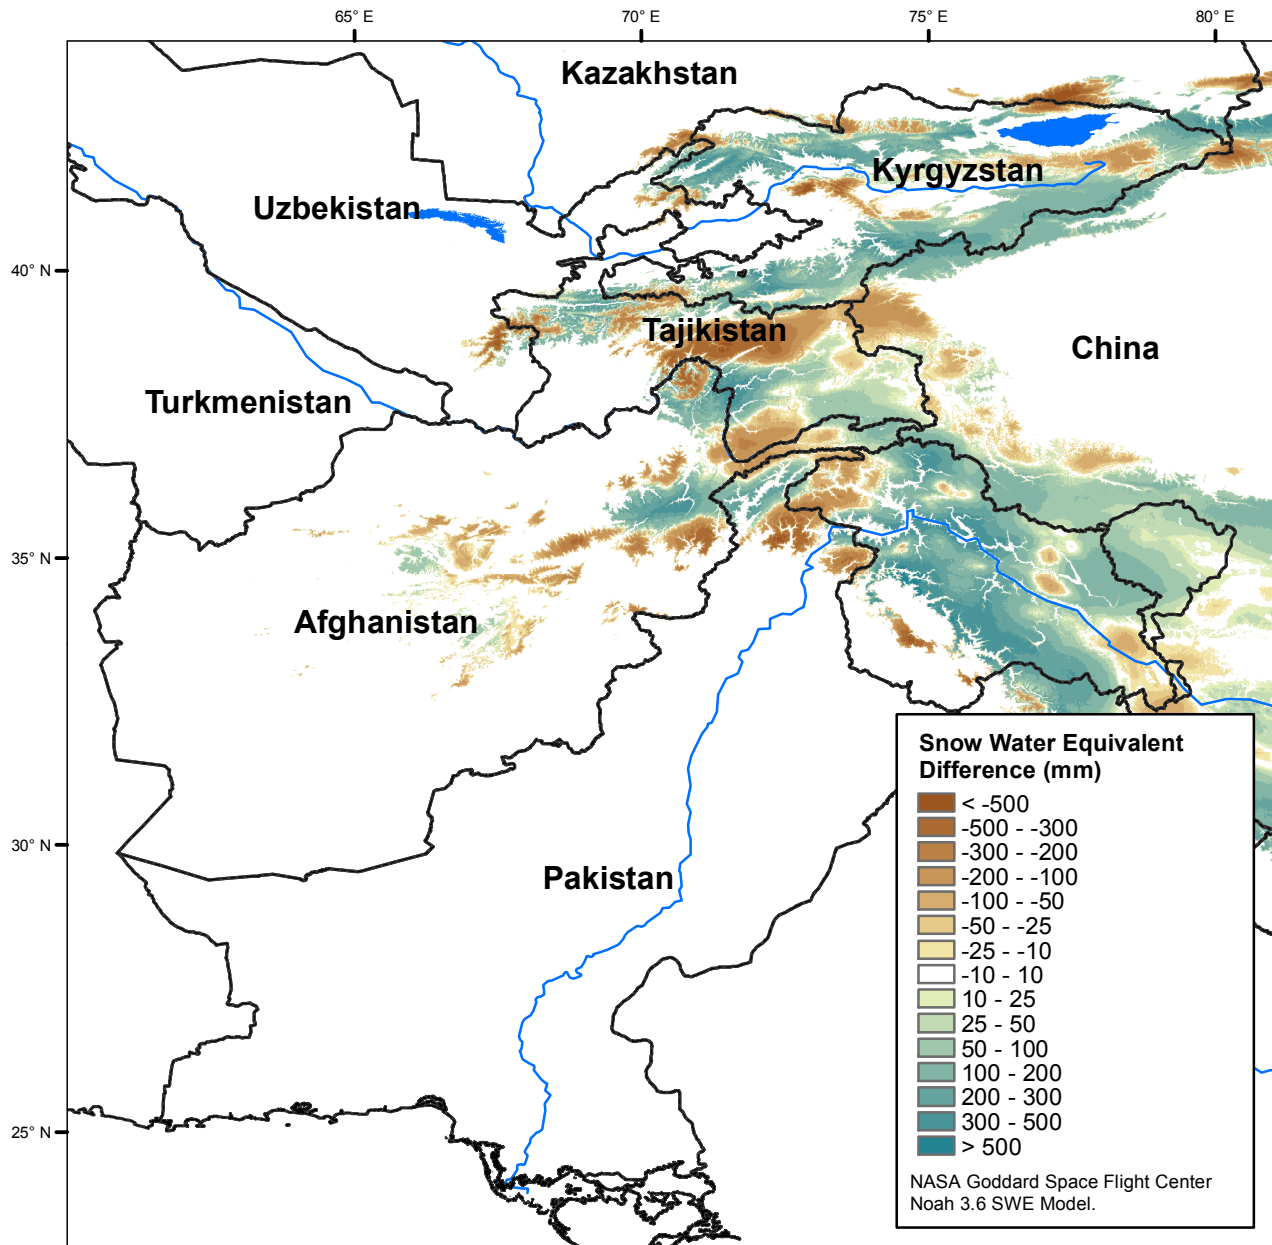 65° E
70° E
75° E
80° E
Kazakhstan
Kyrgyzstan
Uzbekistan
40° N
Tajikistan
China
Turkmenistan
35° N
Afghanistan
Snow Water Equivalent
Difference (mm)
< -500
-500 - -300
-300 - -200
-200 - -100
-100 - -50
-50 - -25
-25 - -10
-10 - 10
10 - 25
25 - 50
50 - 100
100 - 200
200 - 300
300 - 500
> 500
NASA Goddard Space Flight Center
Noah 3.6 SWE Model.
30° N
Pakistan
25° N